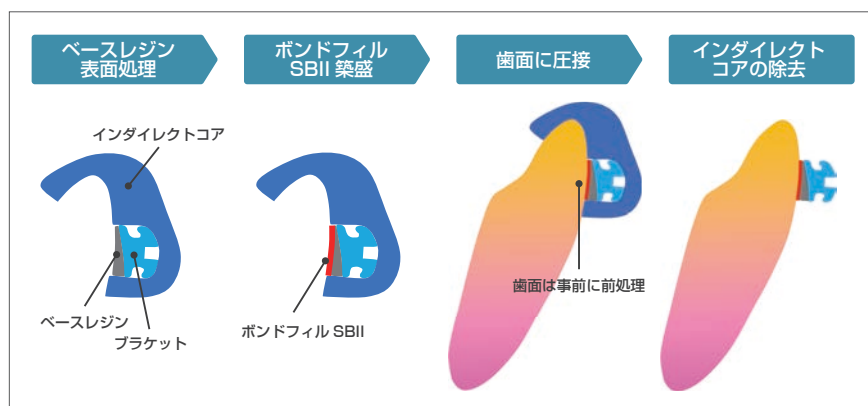 ベースレジン
表面処理
ボンドフィル
SBII 築盛
歯面に圧接
インダイレクト
コアの除去
インダイレクトコア
ベースレジン
ブラケット
ボンドフィル SBII
歯面は事前に前処理